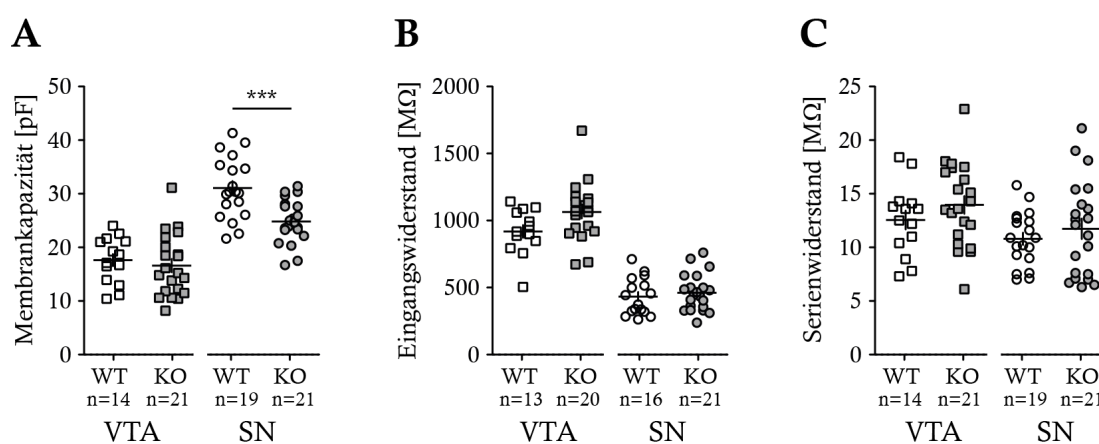 A
Membrankapazität [pF]
50
40
30
20
10
0
***
WT KO WT KO
n=14 n=21 n=19 n=21
VTA SN
B
Eingangswiderstand [MΩ]
2000
1500
1000
500
0
WT KO WT KO
n=13 n=20 n=16 n=21
VTA SN
C
Serienwiderstand [MΩ]
25
20
15
10
5
0
WT KO WT KO
n=14 n=21 n=19 n=21
VTA SN